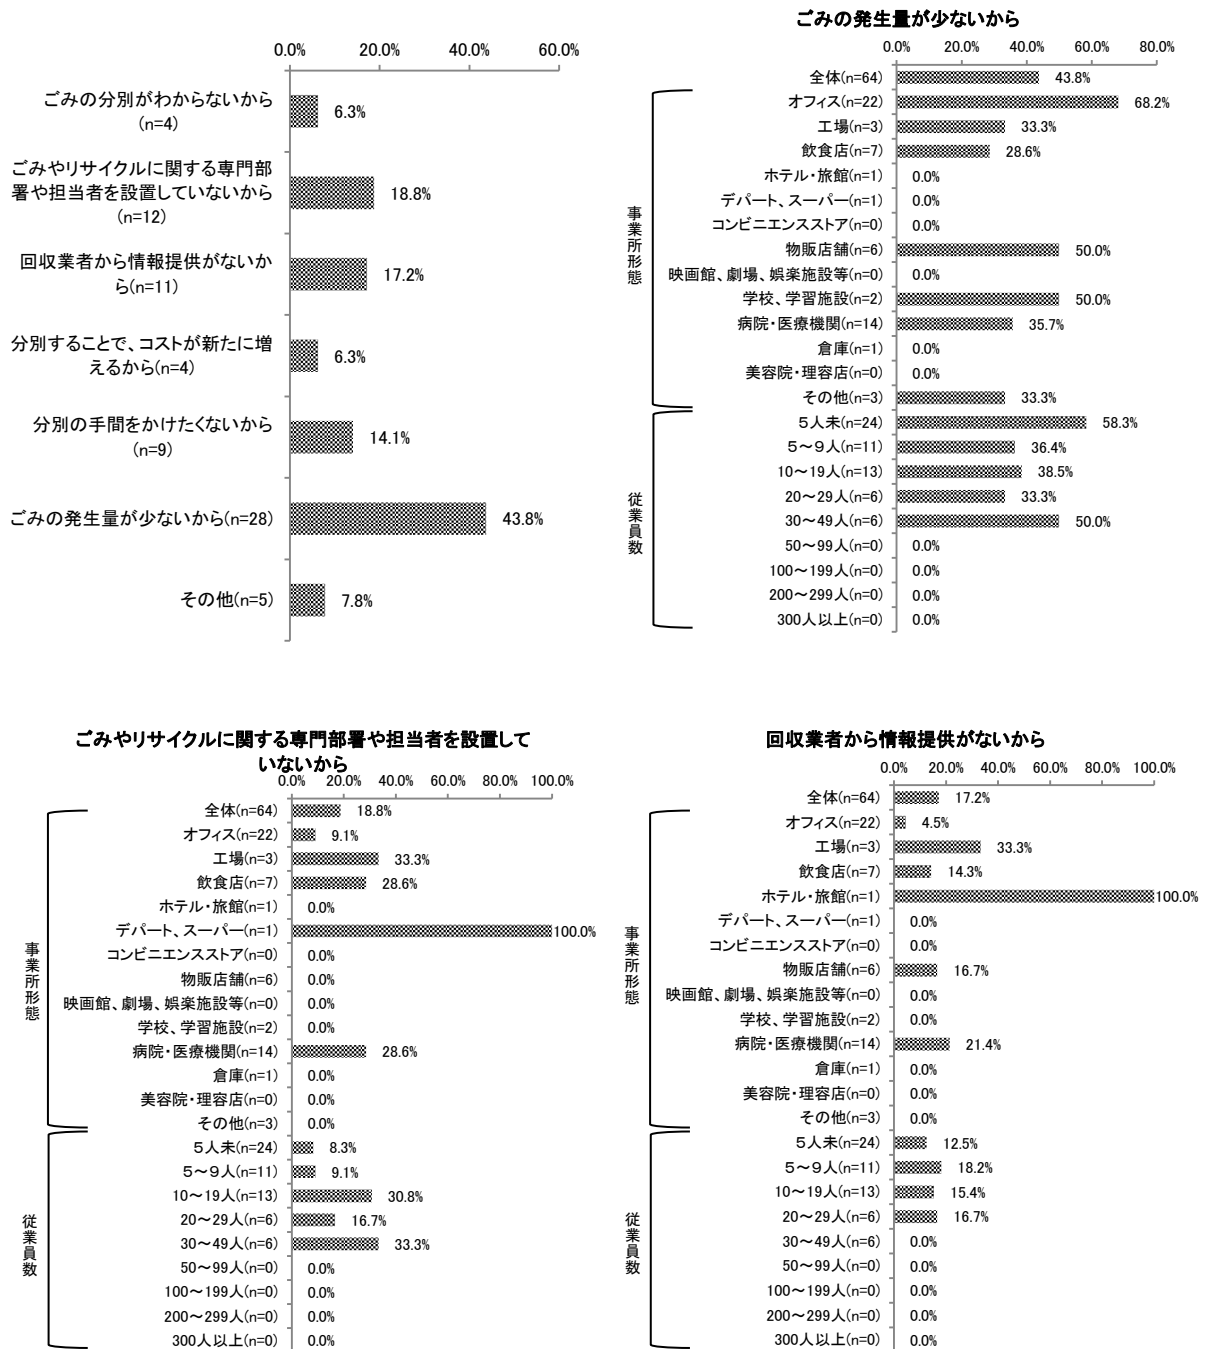 0.0% 20.0% 40.0% 60.0%
ごみの分別がわからないから
(n=4)
6.3%
ごみやリサイクルに関する専門部
署や担当者を設置していないから
(n=12)
18.8%
回収業者から情報提供がないか
ら(n=11)
17.2%
分別することで、コストが新たに増
えるから(n=4)
6.3%
分別の手間をかけたくないから
(n=9)
14.1%
ごみの発生量が少ないから(n=28) 43.8%
その他(n=5) 7.8%
ごみの発生量が少ないから
0.0% 20.0% 40.0% 60.0% 80.0%
全体(n=64) 43.8%
オフィス(n=22) 68.2%
工場(n=3) 33.3%
飲食店(n=7) 28.6%
ホテル・旅館(n=1) 0.0%
デパート、スーパー(n=1) 0.0%
コンビニエンスストア(n=0) 0.0%
物販店舗(n=6) 50.0%
映画館、劇場、娯楽施設等(n=0) 0.0%
学校、学習施設(n=2) 50.0%
病院・医療機関(n=14) 35.7%
倉庫(n=1) 0.0%
美容院・理容店(n=0) 0.0%
その他(n=3) 33.3%
5人未(n=24) 58.3%
5～9人(n=11) 36.4%
10～19人(n=13) 38.5%
20～29人(n=6) 33.3%
30～49人(n=6) 50.0%
50～99人(n=0) 0.0%
100～199人(n=0) 0.0%
200～299人(n=0) 0.0%
300人以上(n=0) 0.0%
事業所形態
従業員数
ごみやリサイクルに関する専門部署や担当者を設置して
いないから
0.0% 20.0% 40.0% 60.0% 80.0% 100.0%
全体(n=64) 18.8%
オフィス(n=22) 9.1%
工場(n=3) 33.3%
飲食店(n=7) 28.6%
ホテル・旅館(n=1) 0.0%
デパート、スーパー(n=1) 100.0%
コンビニエンスストア(n=0) 0.0%
物販店舗(n=6) 0.0%
映画館、劇場、娯楽施設等(n=0) 0.0%
学校、学習施設(n=2) 0.0%
病院・医療機関(n=14) 28.6%
倉庫(n=1) 0.0%
美容院・理容店(n=0) 0.0%
その他(n=3) 0.0%
5人未(n=24) 8.3%
5～9人(n=11) 9.1%
10～19人(n=13) 30.8%
20～29人(n=6) 16.7%
30～49人(n=6) 33.3%
50～99人(n=0) 0.0%
100～199人(n=0) 0.0%
200～299人(n=0) 0.0%
300人以上(n=0) 0.0%
事業所形態
従業員数
回収業者から情報提供がないから
0.0% 20.0% 40.0% 60.0% 80.0% 100.0%
全体(n=64) 17.2%
オフィス(n=22) 4.5%
工場(n=3) 33.3%
飲食店(n=7) 14.3%
ホテル・旅館(n=1) 100.0%
デパート、スーパー(n=1) 0.0%
コンビニエンスストア(n=0) 0.0%
物販店舗(n=6) 16.7%
映画館、劇場、娯楽施設等(n=0) 0.0%
学校、学習施設(n=2) 0.0%
病院・医療機関(n=14) 21.4%
倉庫(n=1) 0.0%
美容院・理容店(n=0) 0.0%
その他(n=3) 0.0%
5人未(n=24) 12.5%
5～9人(n=11) 18.2%
10～19人(n=13) 15.4%
20～29人(n=6) 16.7%
30～49人(n=6) 0.0%
50～99人(n=0) 0.0%
100～199人(n=0) 0.0%
200～299人(n=0) 0.0%
300人以上(n=0) 0.0%
事業所形態
従業員数